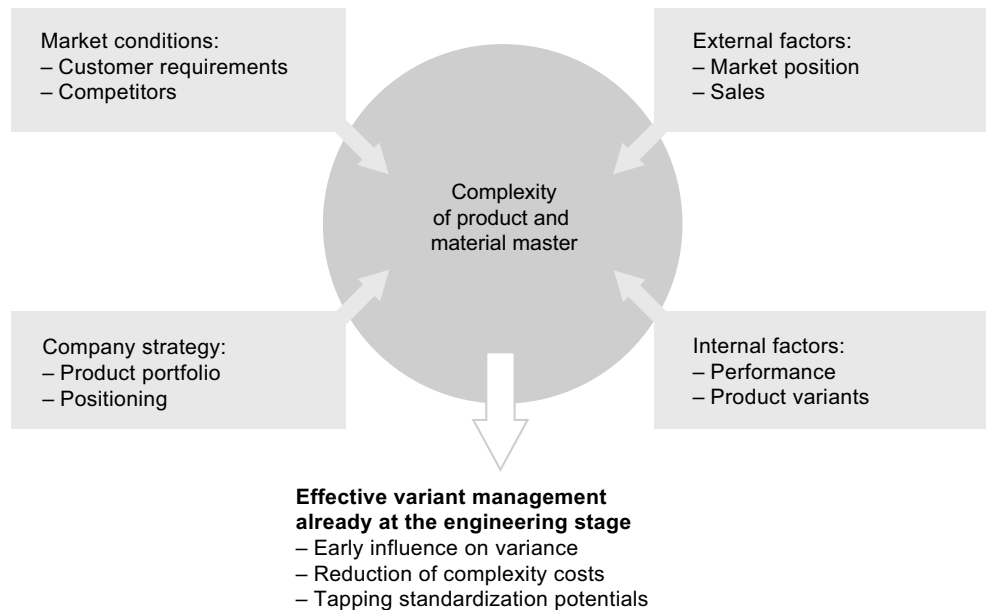 Market conditions:
– Customer requirements
– Competitors
External factors:
– Market position
– Sales
Complexity
of product and
material master
Company strategy:
– Product portfolio
– Positioning
Internal factors:
– Performance
– Product variants
Effective variant management
already at the engineering stage
– Early influence on variance
– Reduction of complexity costs
– Tapping standardization potentials